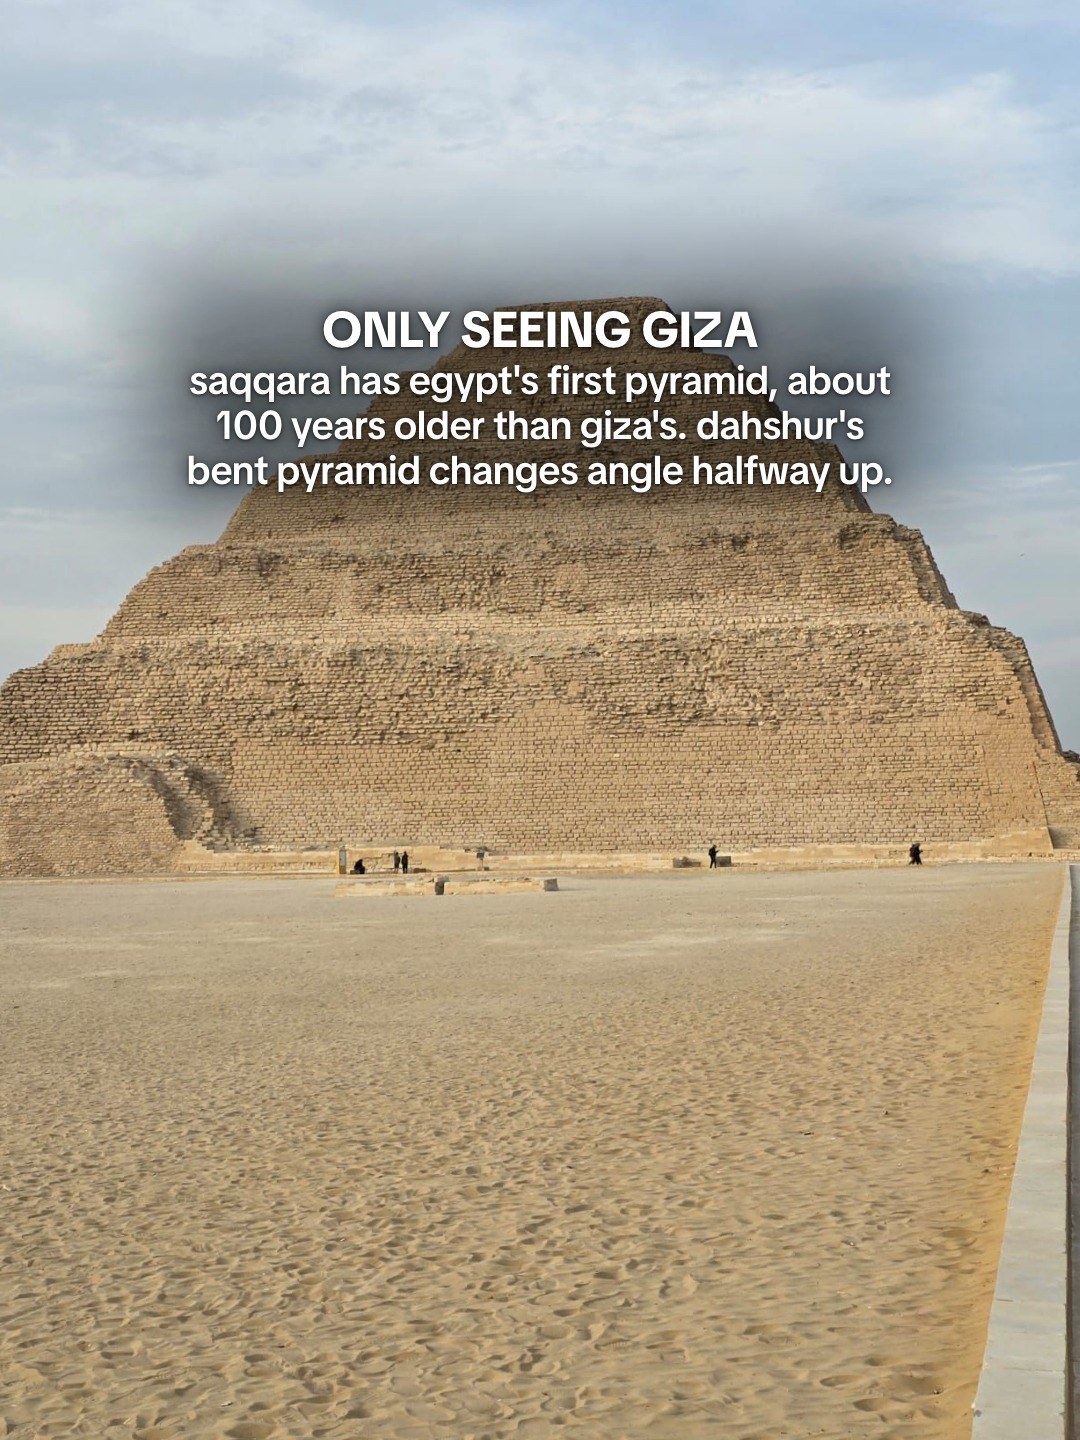 ONLY SEEING GIZA
saqqara has egypt's first pyramid, about
100 years older than giza's. dahshur's
bent pyramid changes angle halfway up.